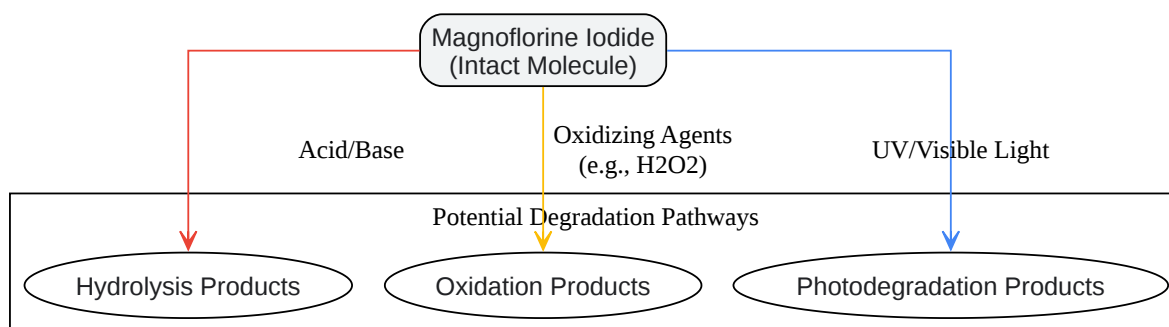 Magnoflorine Iodide
(Intact Molecule)
Acid/Base
Oxidizing Agents
(e.g., H2O2)
UV/Visible Light
Potential Degradation Pathways
Hydrolysis Products
Oxidation Products
Photodegradation Products